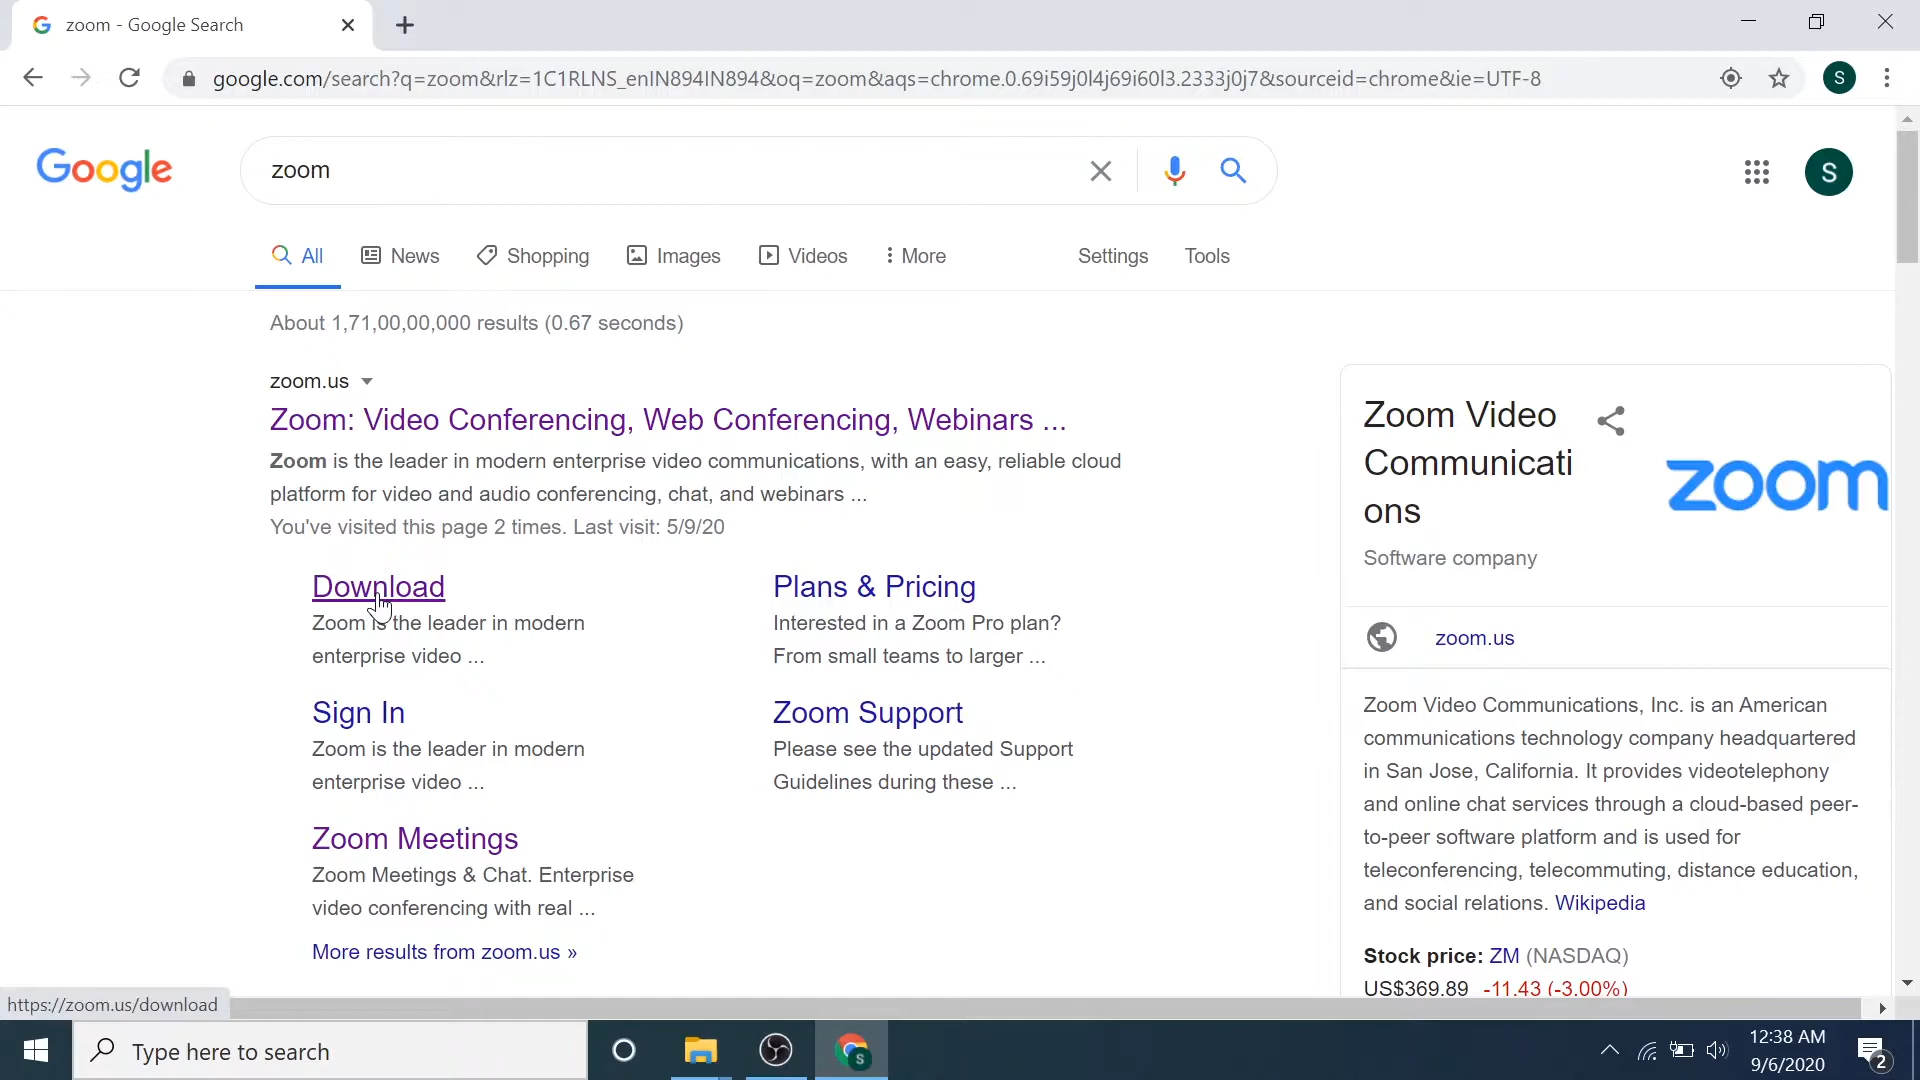 zoom - Google Search
google.com/search?q=zoom&rlz=1C1RLNS_enIN894IN894&oq=zoom&aqs=chrome.0.69i59j0l4j69i60l3.2333j0j7&sourceid=chrome&ie=UTF-8
S
Google
zoom
S
All
News
Shopping
Images
Videos
More
Settings
Tools
About 1,71,00,00,000 results (0.67 seconds)
zoom.us
Zoom: Video Conferencing, Web Conferencing, Webinars ...
Zoom is the leader in modern enterprise video communications, with an easy, reliable cloud
platform for video and audio conferencing, chat, and webinars ...
You've visited this page 2 times. Last visit: 5/9/20
Download
Zoom is the leader in modern
enterprise video ...
Plans & Pricing
Interested in a Zoom Pro plan?
From small teams to larger ...
Sign In
Zoom is the leader in modern
enterprise video ...
Zoom Support
Please see the updated Support
Guidelines during these ...
Zoom Meetings
Zoom Meetings & Chat. Enterprise
video conferencing with real ...
More results from zoom.us »
Zoom Video
Communicati
ons
zoom
Software company
zoom.us
Zoom Video Communications, Inc. is an American
communications technology company headquartered
in San Jose, California. It provides videotelephony
and online chat services through a cloud-based peer-
to-peer software platform and is used for
teleconferencing, telecommuting, distance education,
and social relations. Wikipedia
Stock price: ZM (NASDAQ)
US$369.89 -11.43 (-3.00%)
https://zoom.us/download
Type here to search
S
12:38 AM
9/6/2020
2